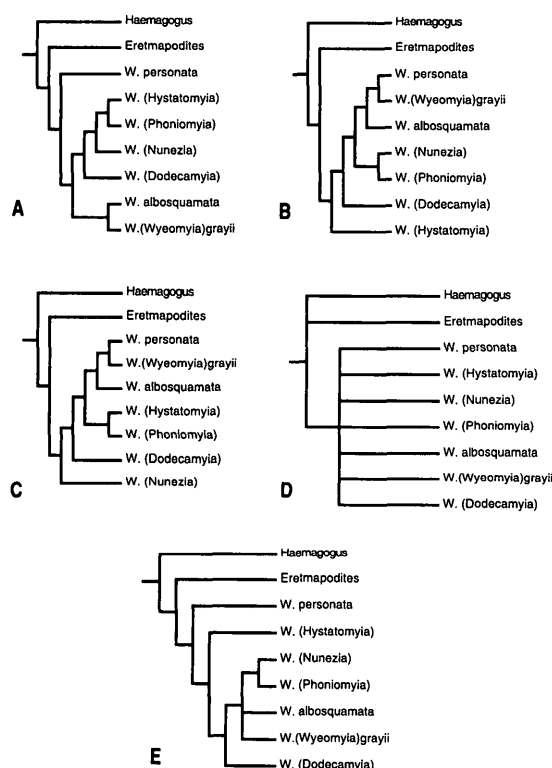 Haemagogus
Eretmapodites
W. personata
W. (Hystatomyia)
W. (Phoniomyia)
W. (Nunezia)
W. (Dodecamyia)
W. albosquamata
W.(Wyeomyia)grayii
A
Haemagogus
Eretmapodites
W. personata
W.(Wyeomyia)grayii
W. albosquamata
W. (Nunezia)
W. (Phoniomyia)
W. (Dodecamyia)
W. (Hystatomyia)
B
Haemagogus
Eretmapodites
W. personata
W.(Wyeomyia)grayii
W. albosquamata
W. (Hystatomyia)
W. (Phoniomyia)
W. (Dodecamyia)
W. (Nunezia)
C
Haemagogus
Eretmapodites
W. personata
W. (Hystatomyia)
W. (Nunezia)
W. (Phoniomyia)
W. albosquamata
W.(Wyeomyia)grayii
W. (Dodecamyia)
D
Haemagogus
Eretmapodites
W. personata
W. (Hystatomyia)
W. (Nunezia)
W. (Phoniomyia)
W. albosquamata
W.(Wyeomyia)grayii
W. (Dodecamyia)
E